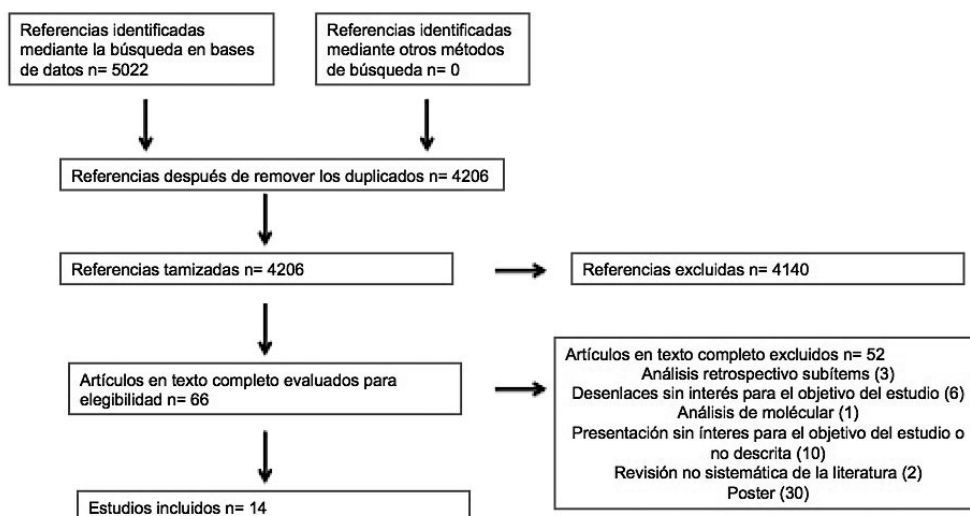 Referencias identificadas
mediante la búsqueda en bases
de datos n= 5022
Referencias identificadas
mediante otros métodos
de búsqueda n= 0
Referencias después de remover los duplicados n= 4206
Referencias tamizadas n= 4206
Referencias excluidas n= 4140
Artículos en texto completo evaluados para
elegibilidad n= 66
Artículos en texto completo excluidos n= 52
Análisis retrospectivo subítems (3)
Desenlaces sin interés para el objetivo del estudio (6)
Análisis de molécular (1)
Presentación sin ínteres para el objetivo del estudio o
no descrita (10)
Revisión no sistemática de la literatura (2)
Poster (30)
Estudios incluidos n= 14